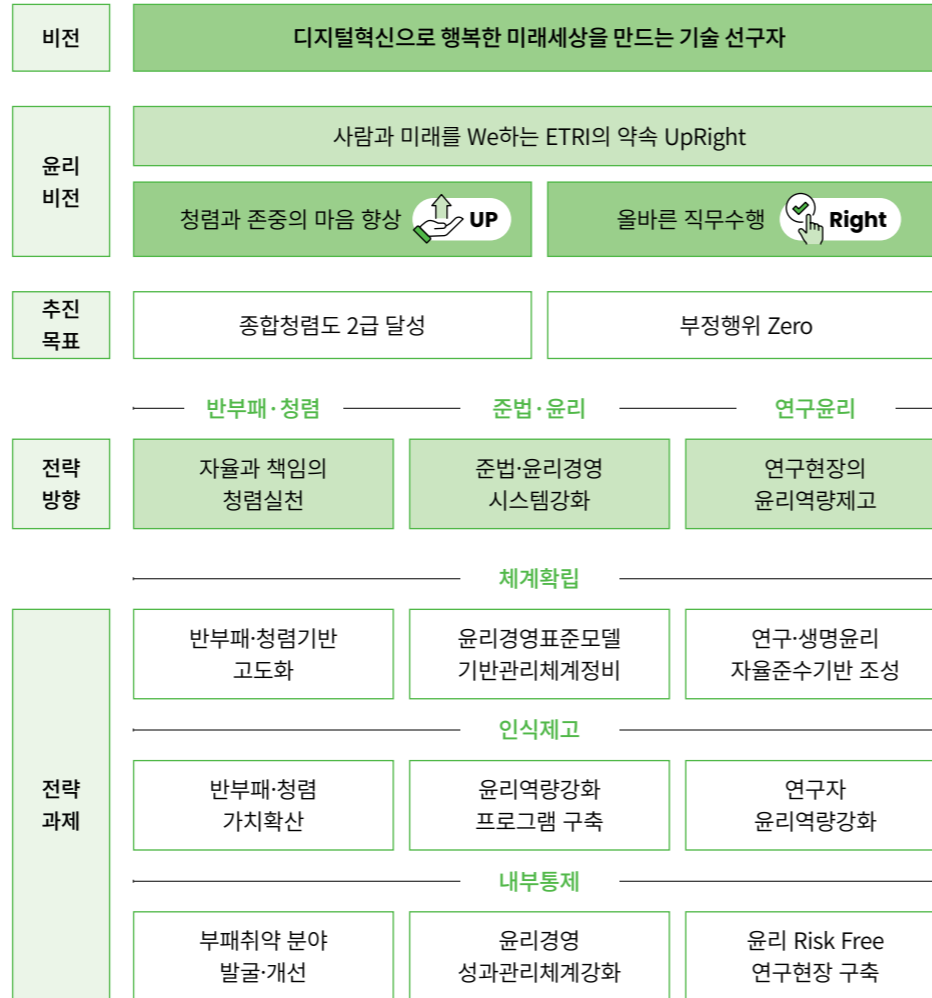 비전
디지털혁신으로 행복한 미래세상을 만드는 기술 선구자
윤리
비전
사람과 미래를 We하는 ETRI의 약속 UpRight
청렴과 존중의 마음 향상 UP
올바른 직무수행 Right
추진
목표
종합청렴도 2급 달성
부정행위 Zero
반부패·청렴
준법·윤리
연구윤리
전략
방향
자율과 책임의
청렴실천
준법·윤리경영
시스템강화
연구현장의
윤리역량제고
전략
과제
체계확립
반부패·청렴기반
고도화
윤리경영표준모델
기반관리체계정비
연구·생명윤리
자율준수기반 조성
인식제고
반부패·청렴
가치확산
윤리역량강화
프로그램 구축
연구자
윤리역량강화
내부통제
부패취약 분야
발굴·개선
윤리경영
성과관리체계강화
윤리 Risk Free
연구현장 구축